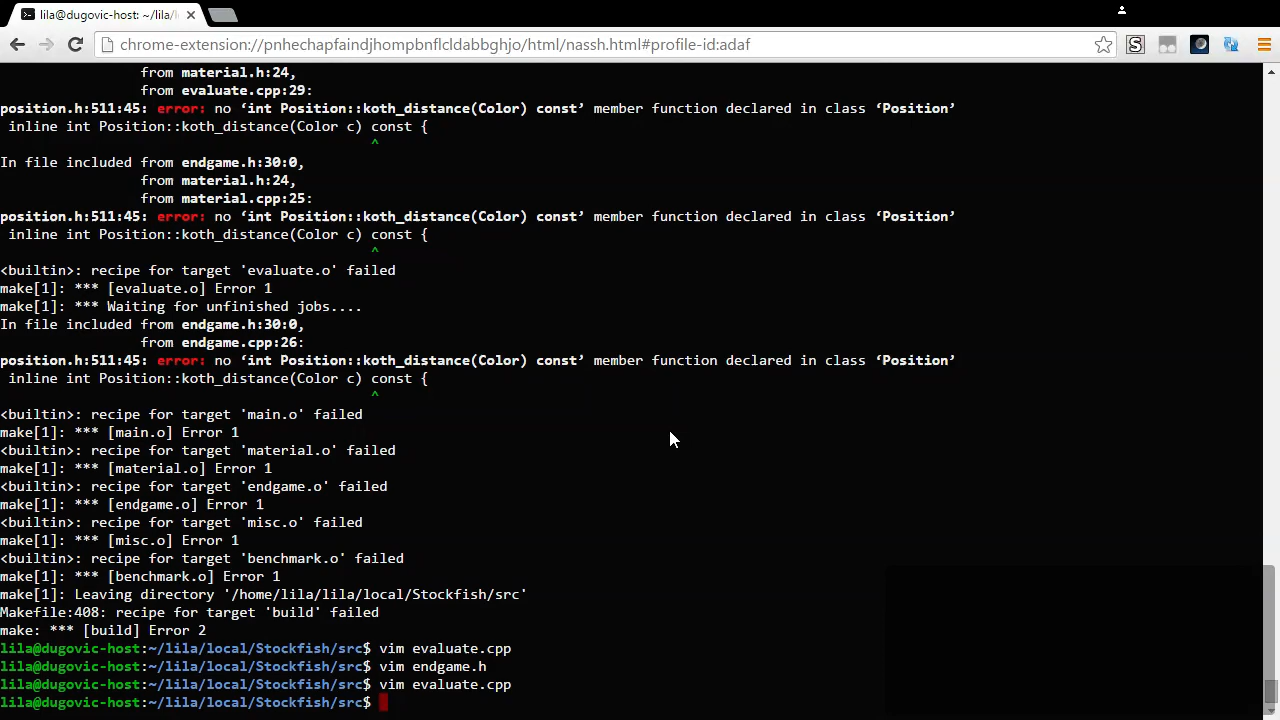 lila@dugovic-host: ~/lila/l
chrome-extension://pnhechapfaindjhompbnflcldabbghjo/html/nassh.html#profile-id:adaf
from material.h:24,
from evaluate.cpp:29:
position.h:511:45: error: no ‘int Position::koth_distance(Color) const’ member function declared in class ‘Position’
inline int Position::koth_distance(Color c) const {
^
In file included from endgame.h:30:0,
from material.h:24,
from material.cpp:25:
position.h:511:45: error: no ‘int Position::koth_distance(Color) const’ member function declared in class ‘Position’
inline int Position::koth_distance(Color c) const {
^
<builtin>: recipe for target 'evaluate.o' failed
make[1]: *** [evaluate.o] Error 1
make[1]: *** Waiting for unfinished jobs....
In file included from endgame.h:30:0,
from endgame.cpp:26:
position.h:511:45: error: no ‘int Position::koth_distance(Color) const’ member function declared in class ‘Position’
inline int Position::koth_distance(Color c) const {
^
<builtin>: recipe for target 'main.o' failed
make[1]: *** [main.o] Error 1
<builtin>: recipe for target 'material.o' failed
make[1]: *** [material.o] Error 1
<builtin>: recipe for target 'endgame.o' failed
make[1]: *** [endgame.o] Error 1
<builtin>: recipe for target 'misc.o' failed
make[1]: *** [misc.o] Error 1
<builtin>: recipe for target 'benchmark.o' failed
make[1]: *** [benchmark.o] Error 1
make[1]: Leaving directory '/home/lila/lila/local/Stockfish/src'
Makefile:408: recipe for target 'build' failed
make: *** [build] Error 2
lila@dugovic-host:~/lila/local/Stockfish/src$ vim evaluate.cpp
lila@dugovic-host:~/lila/local/Stockfish/src$ vim endgame.h
lila@dugovic-host:~/lila/local/Stockfish/src$ vim evaluate.cpp
lila@dugovic-host:~/lila/local/Stockfish/src$